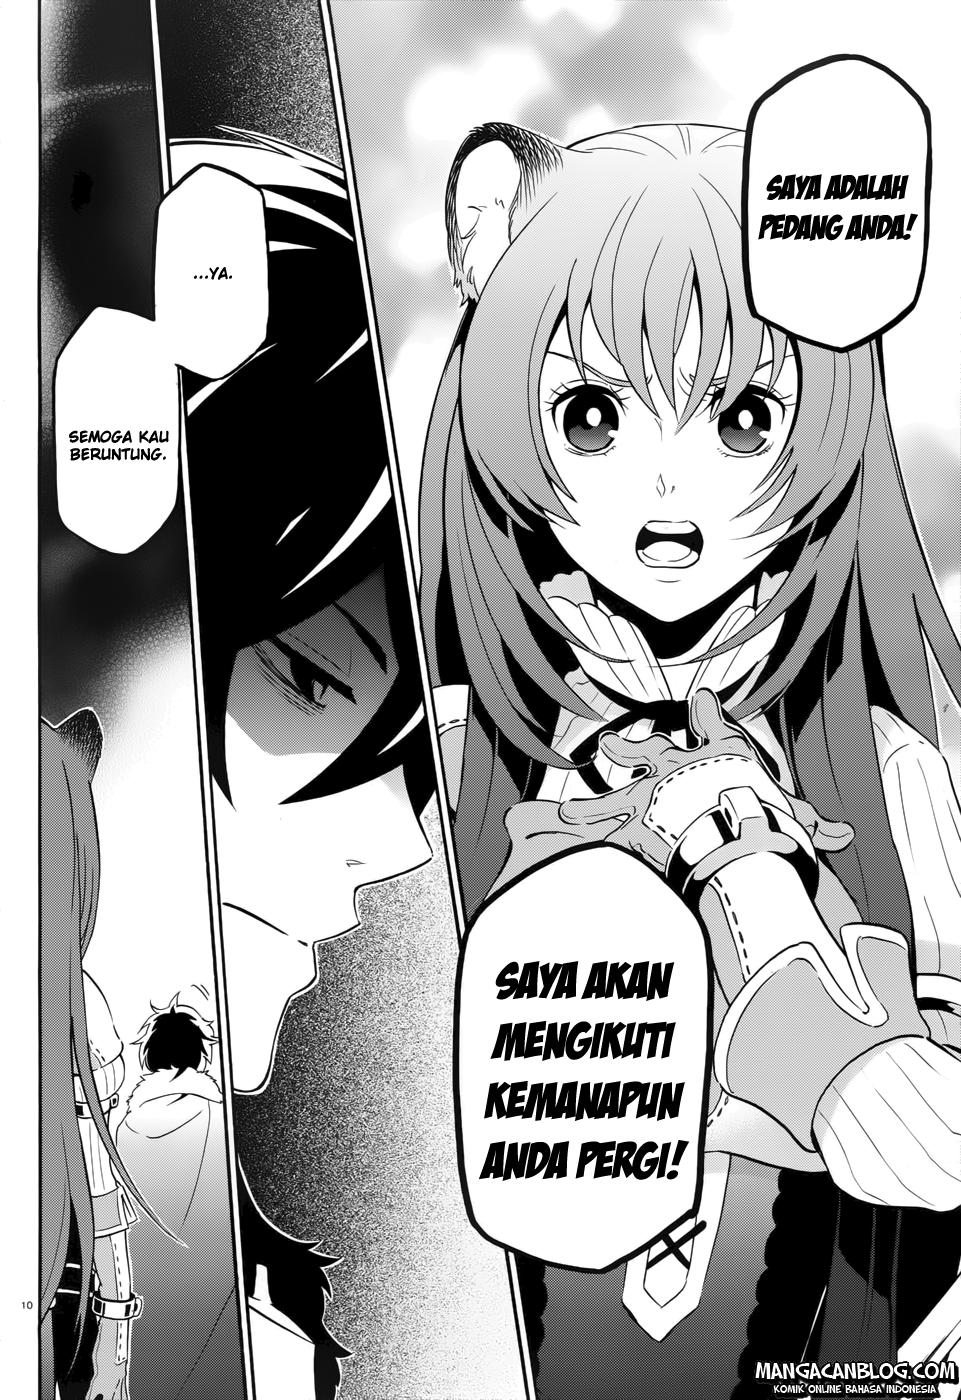 SAYA ADALAH
PEDANG ANDA!
SAYA AKAN
MENGIKUTI
KEMANAPUN
ANDA PERGI!
...YA.
SEMOGA KAU
BERUNTUNG.
10
MANGACANBLOG.COM
KOMIK ONLINE BAHASA INDONESIA